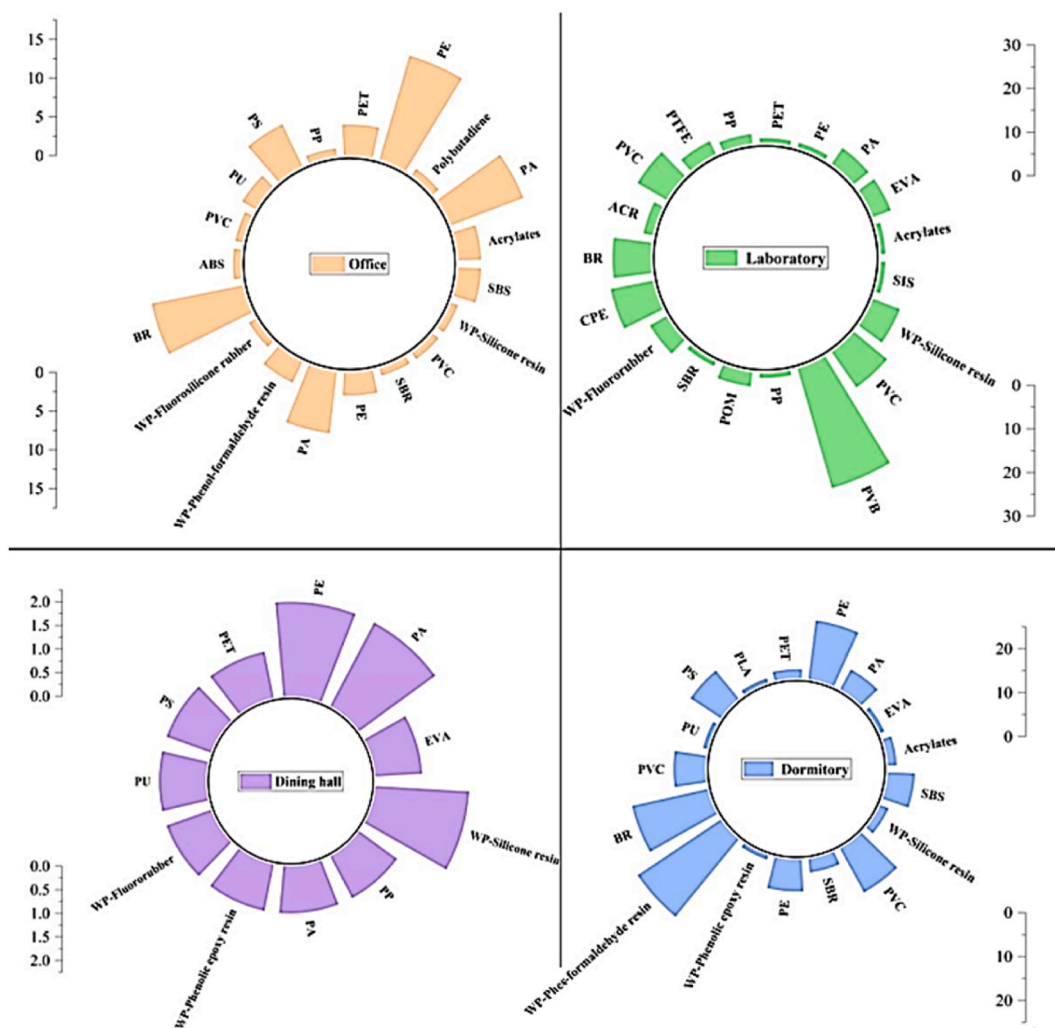 15
10
5
0
PS
PP
PET
PE
Polybutadiene
PA
Acrylates
SBS
WP-Silicone resin
PVC
SBR
PE
PA
WP-Phenol-formaldehyde resin
WP-Fluorosilicone rubber
BR
ABS
PVC
PU
Office
0
5
10
15
30
20
10
0
PVC
PTFE
PP
PET
PE
PA
EVA
Acrylates
SIS
WP-Silicone resin
PVC
PVB
PP
POM
SBR
WP-Fluororubber
CPE
BR
ACR
Laboratory
0
10
20
30
2.0
1.5
1.0
0.5
0.0
PS
PET
PE
PA
EVA
WP-Silicone resin
PP
PA
WP-Phenolic epoxy resin
WP-Fluororubber
PU
Dining hall
0.0
0.5
1.0
1.5
2.0
20
10
0
PS
PLA
PET
PE
PA
EVA
Acrylates
SBS
WP-Silicone resin
PVC
SBR
PE
WP-Phenolic epoxy resin
BR
PVC
PU
Dormitory
0
10
20